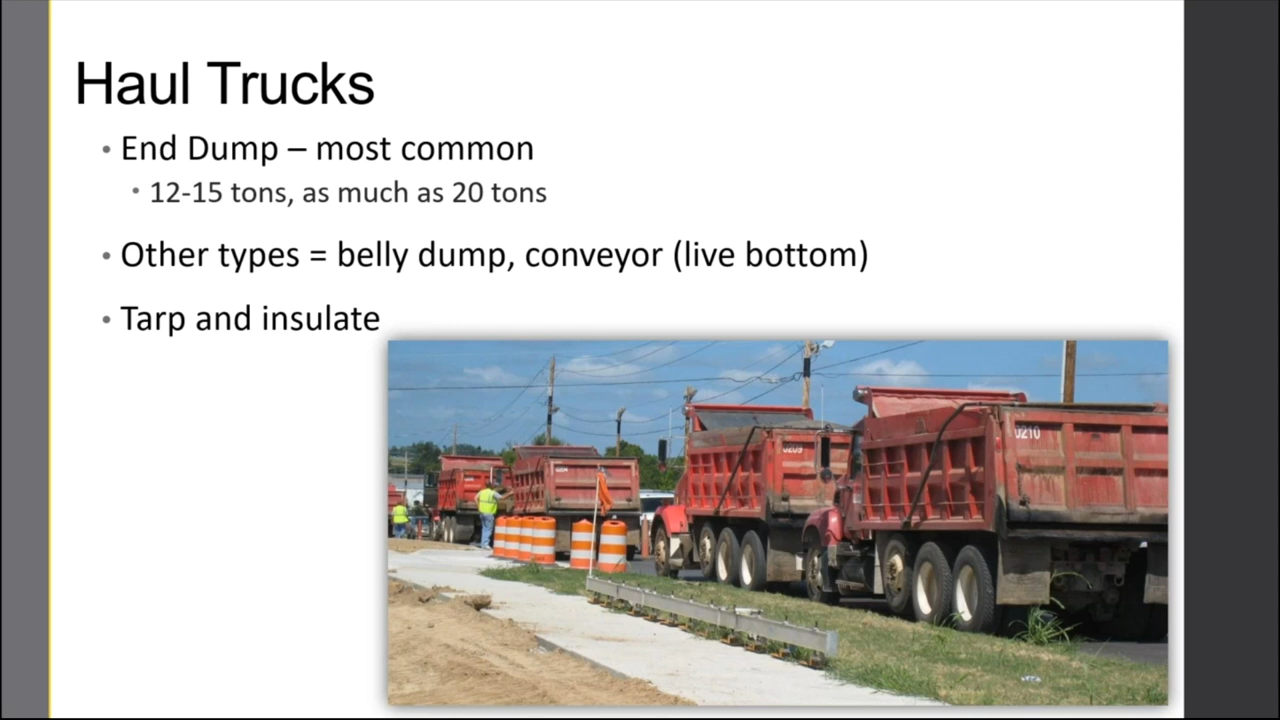 Haul Trucks
• End Dump – most common
• 12-15 tons, as much as 20 tons
• Other types = belly dump, conveyor (live bottom)
• Tarp and insulate
0209
0210